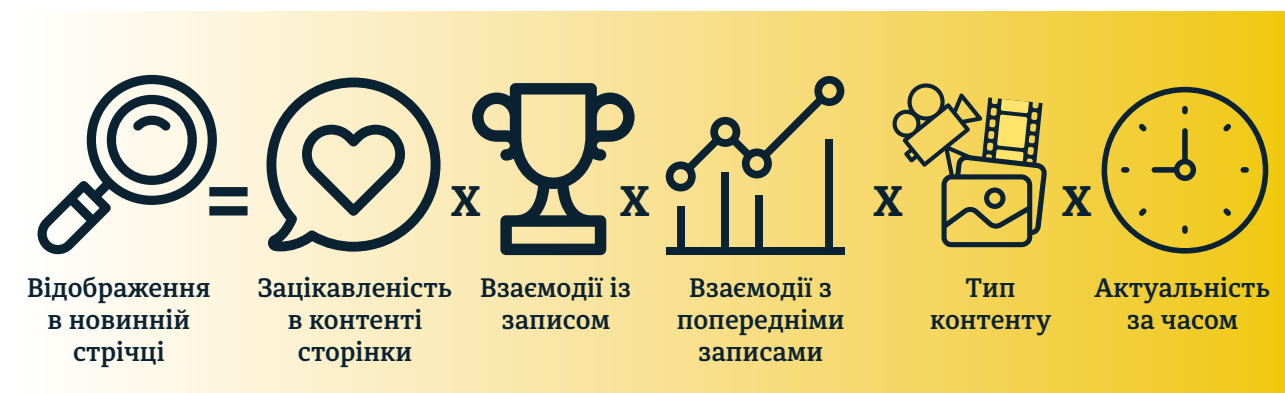 = x x x x
Відображення
в новинній
стрічці
Зацікавленість
в контенті
сторінки
Взаємодії із
записом
Взаємодії з
попередніми
записами
Тип
контенту
Актуальність
за часом